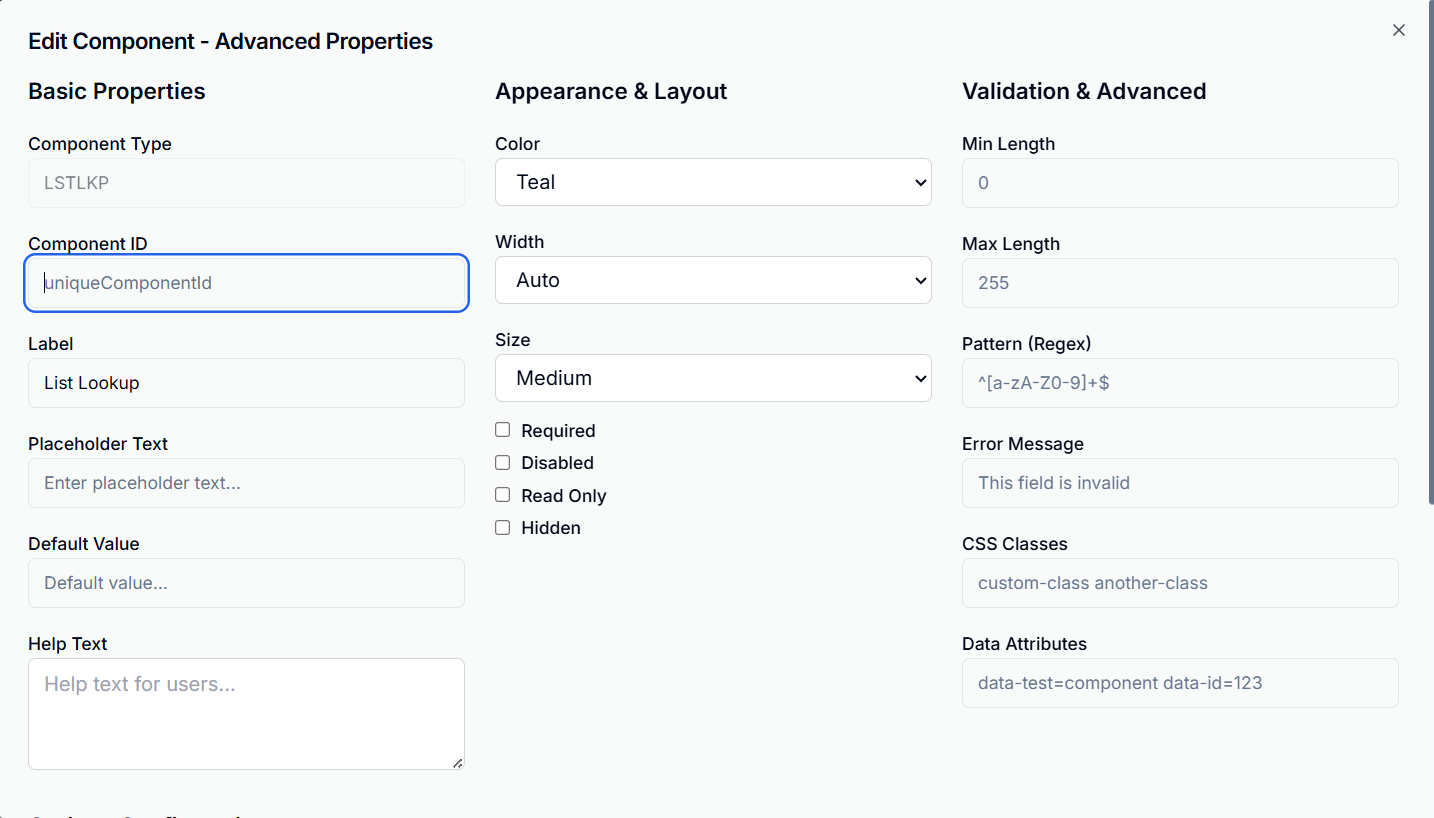 Edit Component - Advanced Properties
Basic Properties
Component Type
LSTLKP
Component ID
uniqueComponentId
Label
List Lookup
Placeholder Text
Enter placeholder text...
Default Value
Default value...
Help Text
Help text for users...
Appearance & Layout
Color
Teal
Width
Auto
Size
Medium
Required
Disabled
Read Only
Hidden
Validation & Advanced
Min Length
0
Max Length
255
Pattern (Regex)
^[a-zA-Z0-9]+$
Error Message
This field is invalid
CSS Classes
custom-class another-class
Data Attributes
data-test=component data-id=123